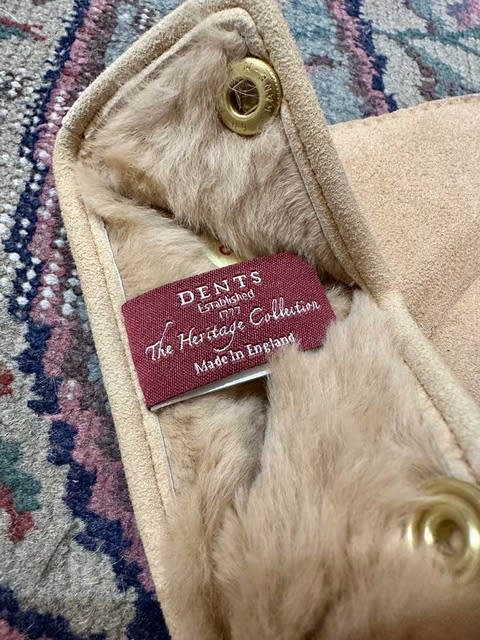 DENTS
Established
1777
The Heritage Collection
Made in England